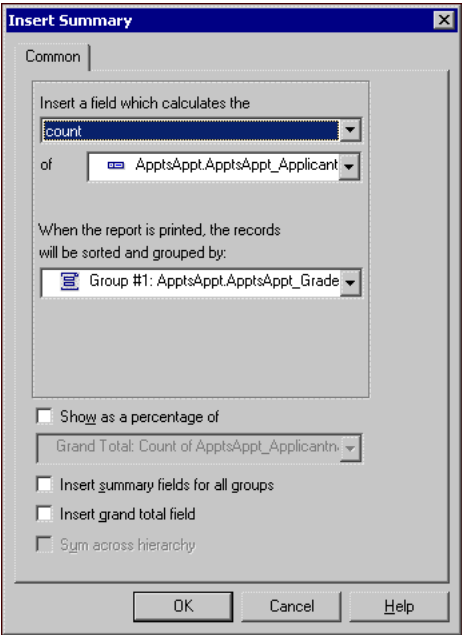 Insert Summary
Common
Insert a field which calculates the
count
of
ApptsAppt.ApptsAppt_Applicant
When the report is printed, the records
will be sorted and grouped by:
Group #1: ApptsAppt.ApptsAppt_Grade
Show as a percentage of
Grand Total: Count of ApptsAppt_Applicantn
Insert summary fields for all groups
Insert grand total field
Sum across hierarchy
OK
Cancel
Help